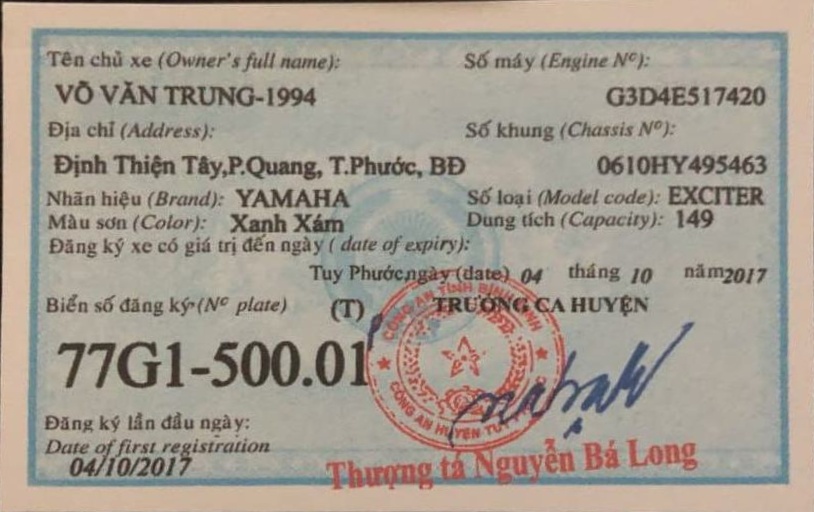 Tên chủ xe (Owner's full name):
Số máy (Engine Nº):
VÕ VĂN TRUNG-1994
G3D4E517420
Địa chỉ (Address):
Số khung (Chassis Nº):
Định Thiện Tây,P.Quang, T.Phước, BĐ
0610HY495463
Nhãn hiệu (Brand): YAMAHA
Số loại (Model code): EXCITER
Màu sơn (Color): Xanh Xám
Dung tích (Capacity): 149
Đăng ký xe có giá trị đến ngày ( date of expiry):
Tuy Phước,ngày (date) 04 tháng 10 năm2017
Biển số đăng ký (Nº plate) (T) TRƯỞNG CA HUYỆN
77G1-500.01
CÔNG AN TỈNH BÌNH ĐỊNH
CÔNG AN HUYỆN TUY
Đăng ký lần đầu ngày:
Date of first registration
04/10/2017
Thượng tá Nguyễn Bá Long